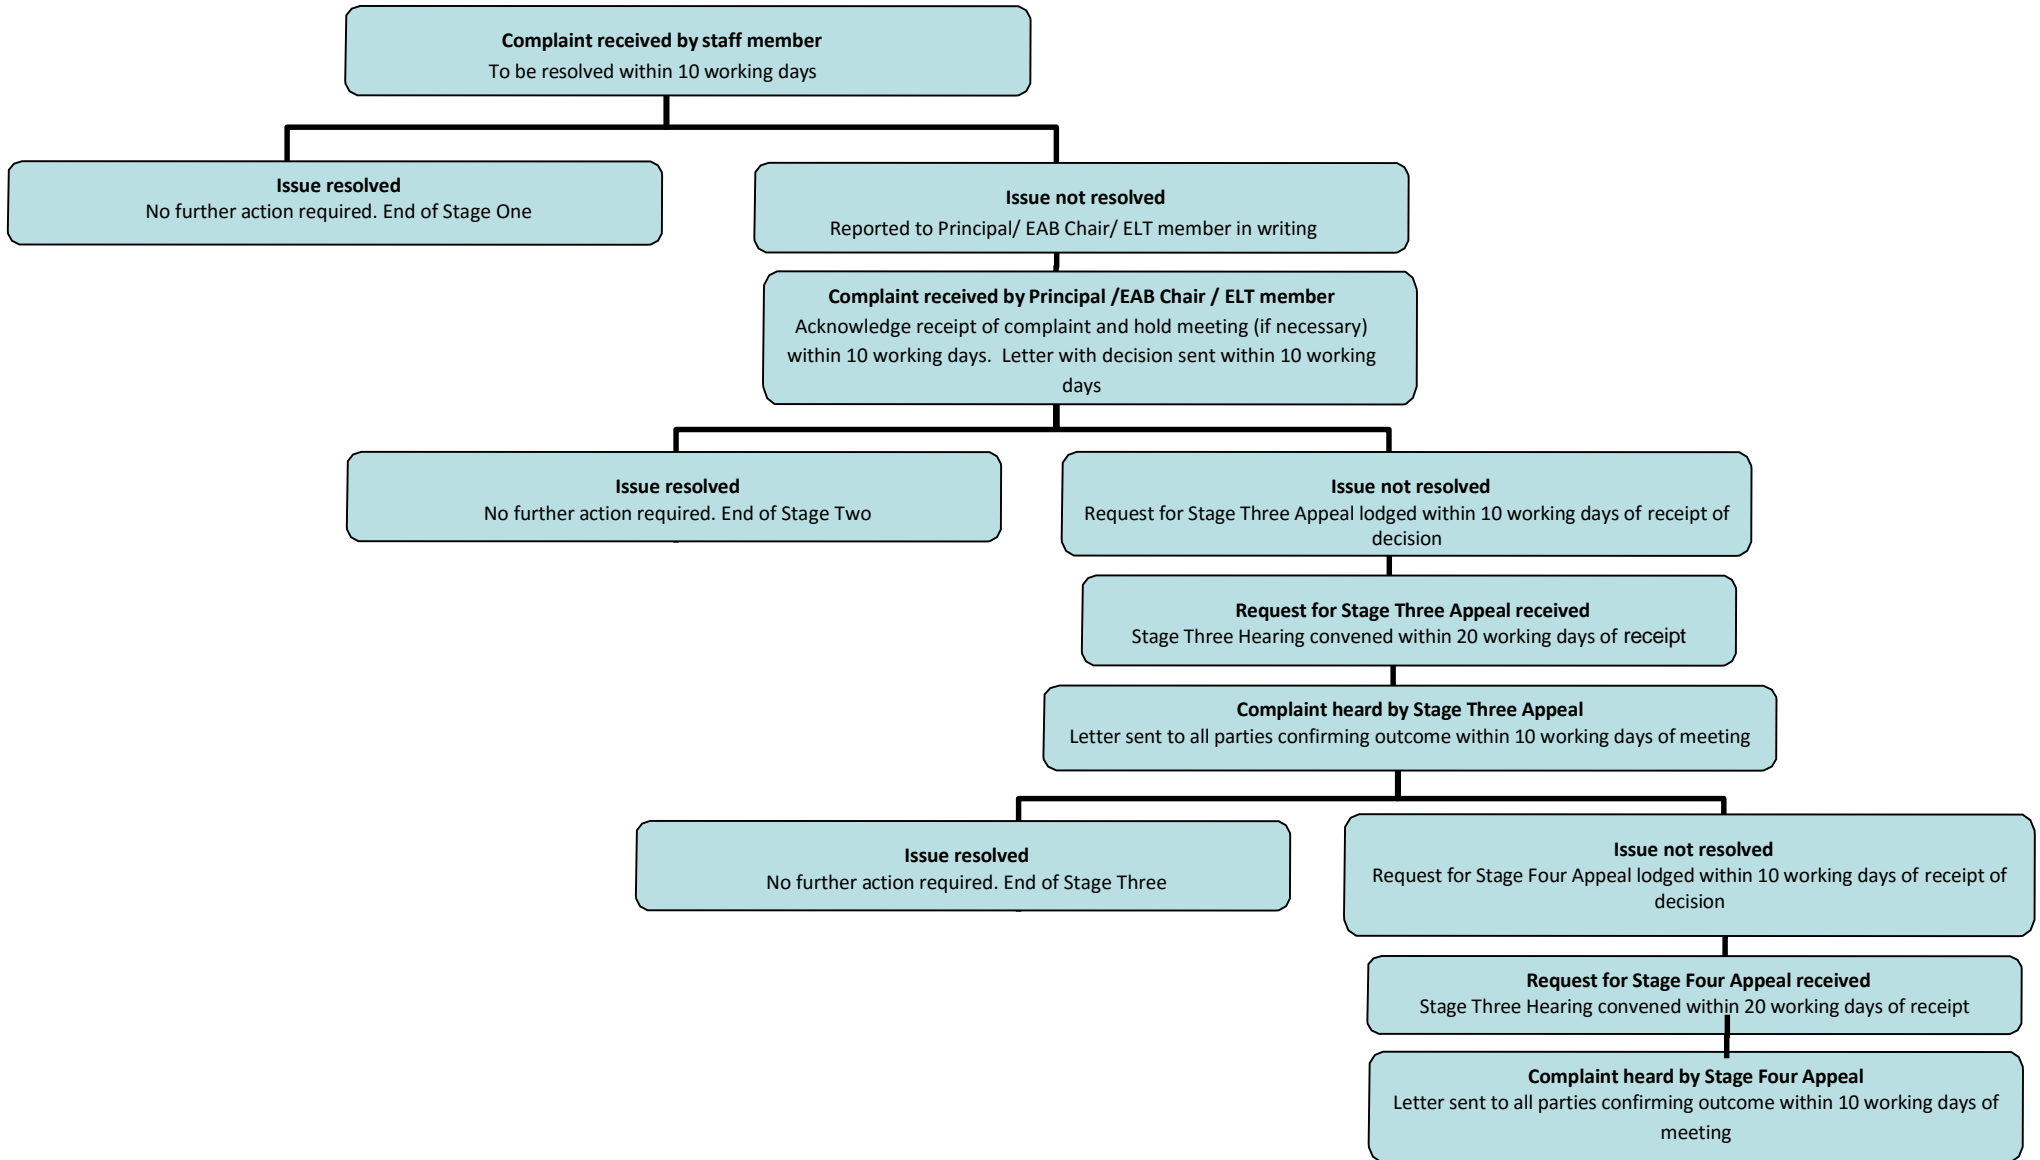 Complaint received by staff member
To be resolved within 10 working days
Issue resolved
No further action required. End of Stage One
Issue not resolved
Reported to Principal/ EAB Chair/ ELT member in writing
Complaint received by Principal /EAB Chair / ELT member
Acknowledge receipt of complaint and hold meeting (if necessary)
within 10 working days.  Letter with decision sent within 10 working
days
Issue resolved
No further action required. End of Stage Two
Issue not resolved
Request for Stage Three Appeal lodged within 10 working days of receipt of
decision
Request for Stage Three Appeal received
Stage Three Hearing convened within 20 working days of receipt
Complaint heard by Stage Three Appeal
Letter sent to all parties confirming outcome within 10 working days of meeting
Issue resolved
No further action required. End of Stage Three
Issue not resolved
Request for Stage Four Appeal lodged within 10 working days of receipt of
decision
Request for Stage Four Appeal received
Stage Three Hearing convened within 20 working days of receipt
Complaint heard by Stage Four Appeal
Letter sent to all parties confirming outcome within 10 working days of
meeting